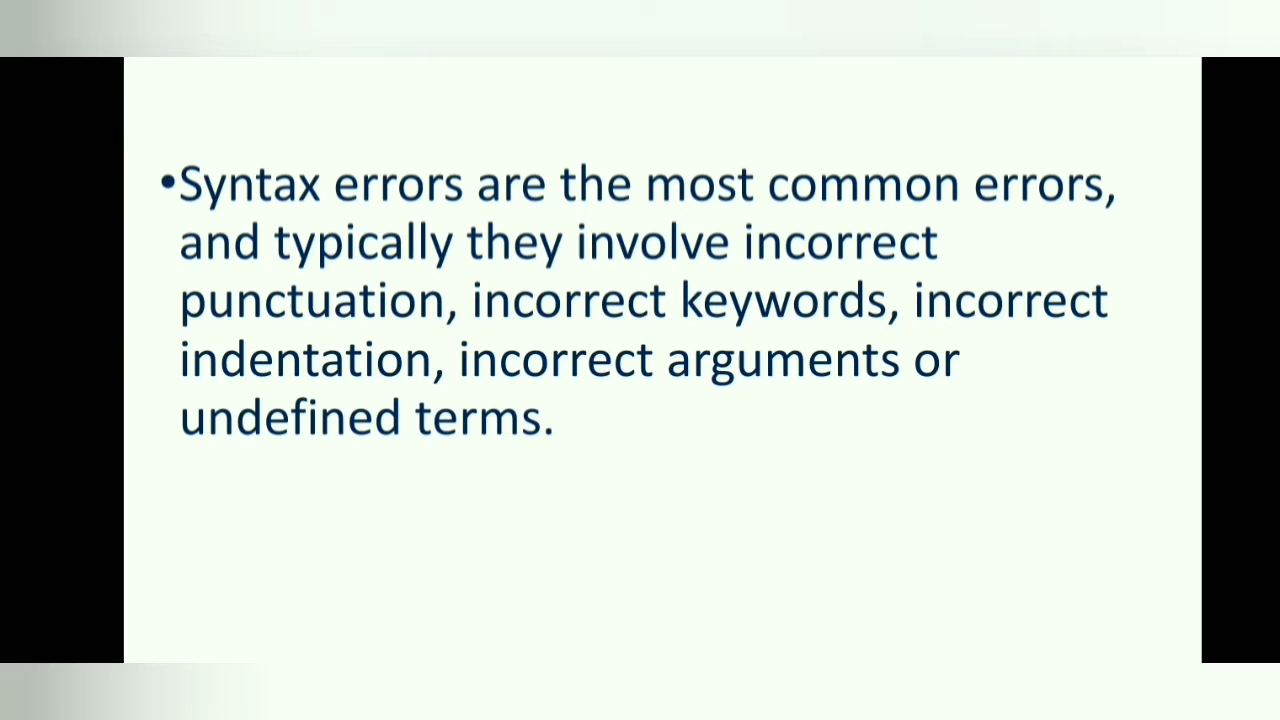 •Syntax errors are the most common errors,
and typically they involve incorrect
punctuation, incorrect keywords, incorrect
indentation, incorrect arguments or
undefined terms.